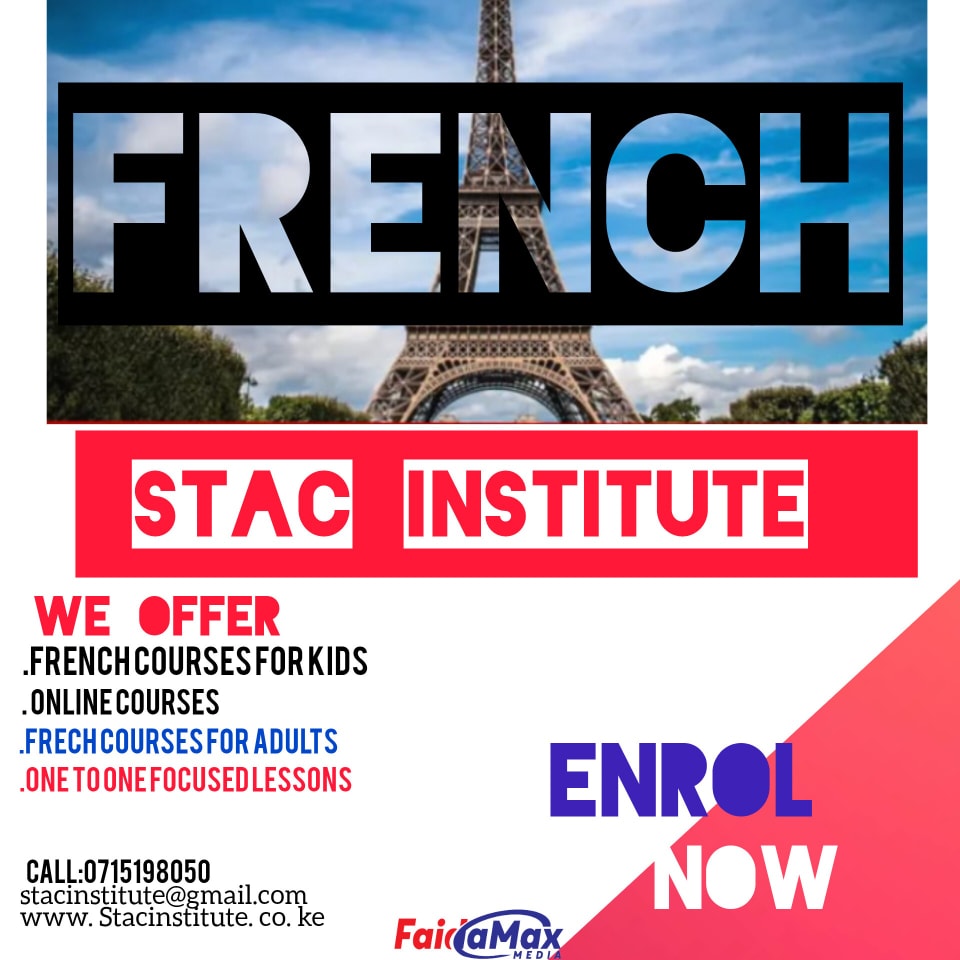 FRENCH
STAC INSTITUTE
WE OFFER
.FRENCH COURSES FOR KIDS
. ONLINE COURSES
.FRECH COURSES FOR ADULTS
.ONE TO ONE FOCUSED LESSONS
ENROL
NOW
CALL:0715198050
stacinstitute@gmail.com
www. Stacinstitute. co. ke
FaidaMax
MEDIA